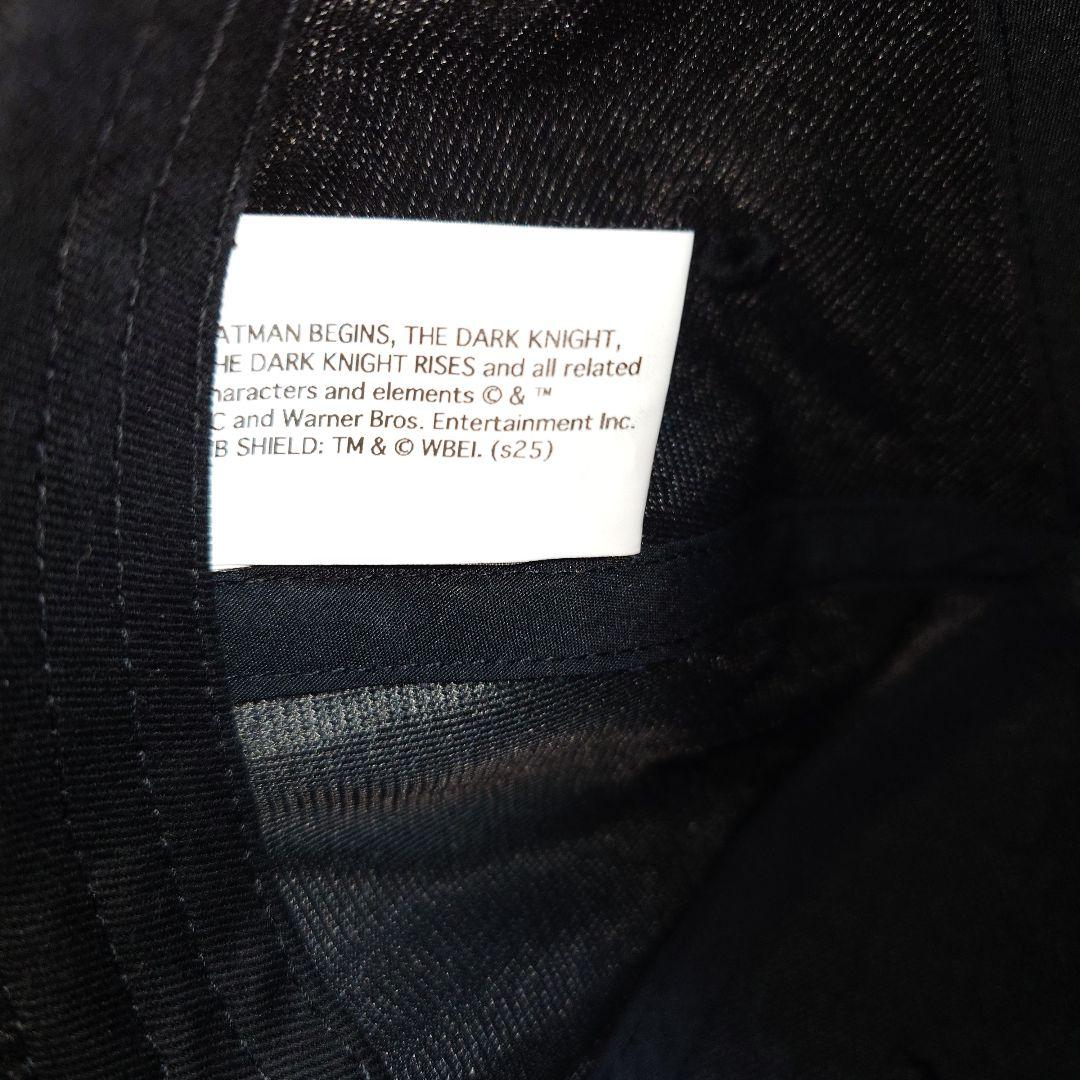 ATMAN BEGINS, THE DARK KNIGHT,
HE DARK KNIGHT RISES and all related
haracters and elements © & ™
C and Warner Bros. Entertainment Inc.
B SHIELD: TM & © WBEI. (s25)